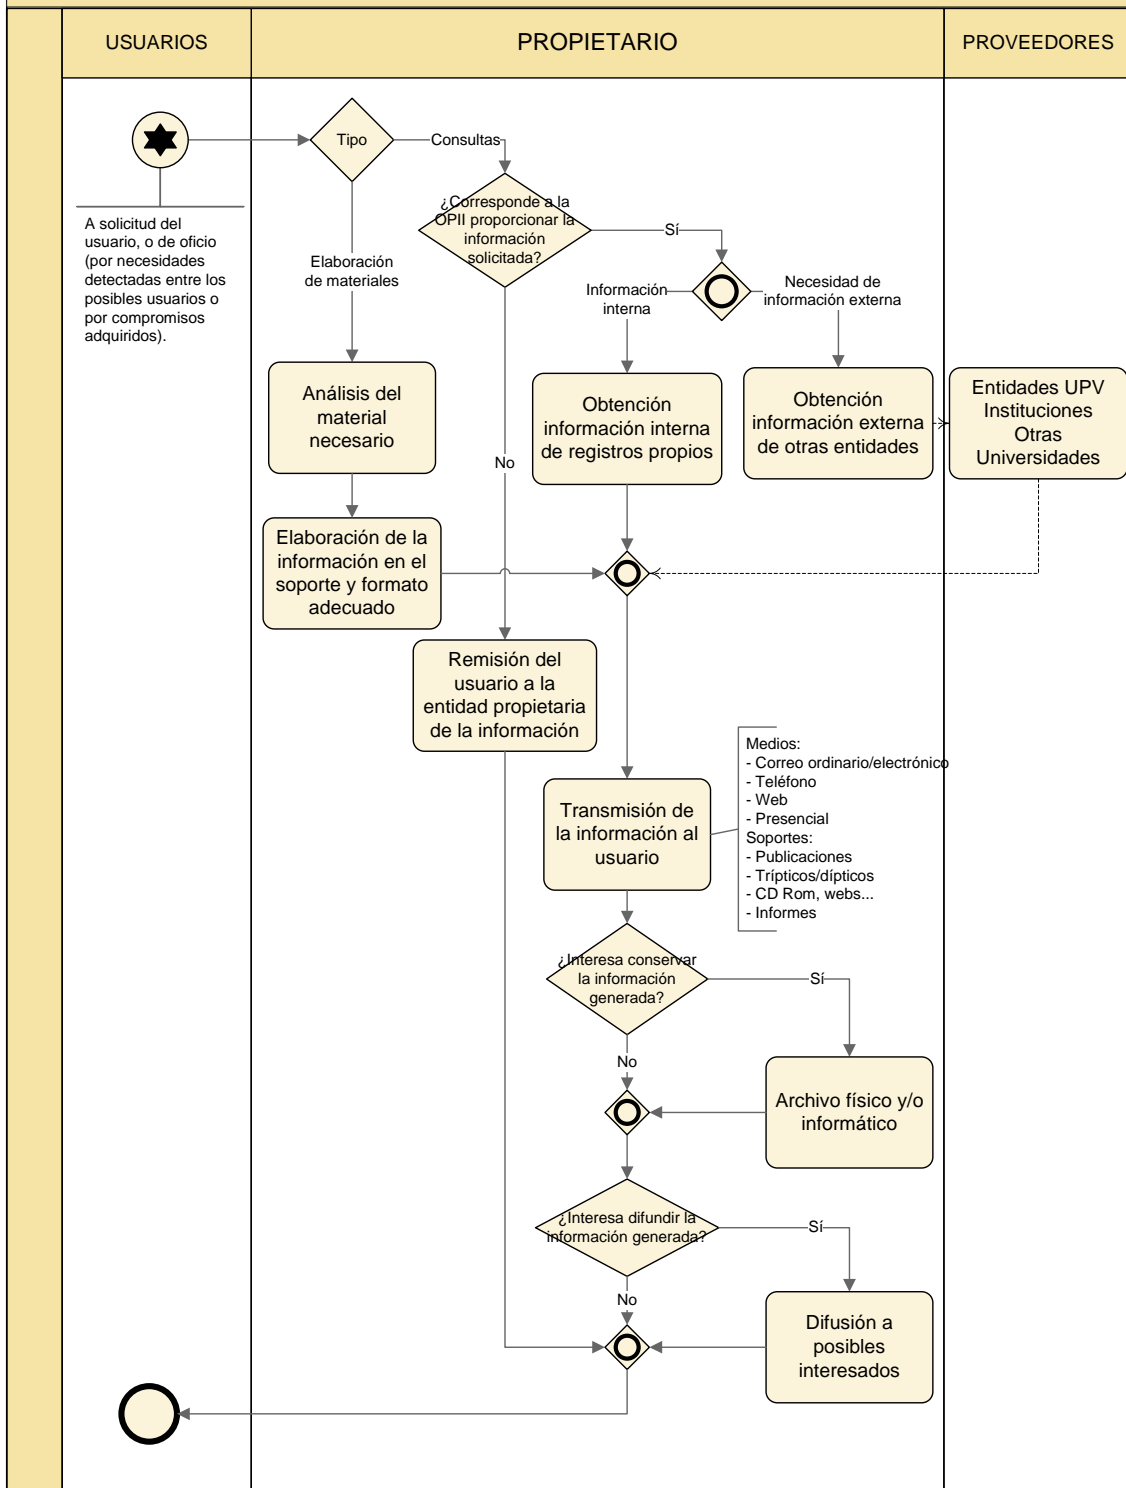 USUARIOS
PROPIETARIO
PROVEEDORES
Tipo
Consultas
¿Corresponde a la
OPII proporcionar la
información
solicitada?
Sí
A solicitud del
usuario, o de oficio
(por necesidades
detectadas entre los
posibles usuarios o
por compromisos
adquiridos).
Elaboración
de materiales
Información
interna
Necesidad de
información externa
Análisis del
material
necesario
Obtención
información interna
de registros propios
Obtención
información externa
de otras entidades
Entidades UPV
Instituciones
Otras
Universidades
No
Elaboración de la
información en el
soporte y formato
adecuado
Remisión del
usuario a la
entidad propietaria
de la información
Transmisión de
la información al
usuario
Medios:
- Correo ordinario/electrónico
- Teléfono
- Web
- Presencial
Soportes:
- Publicaciones
- Trípticos/dípticos
- CD Rom, webs...
- Informes
¿Interesa conservar
la información
generada?
Sí
No
Archivo físico y/o
informático
¿Interesa difundir la
información generada?
Sí
No
Difusión a
posibles
interesados